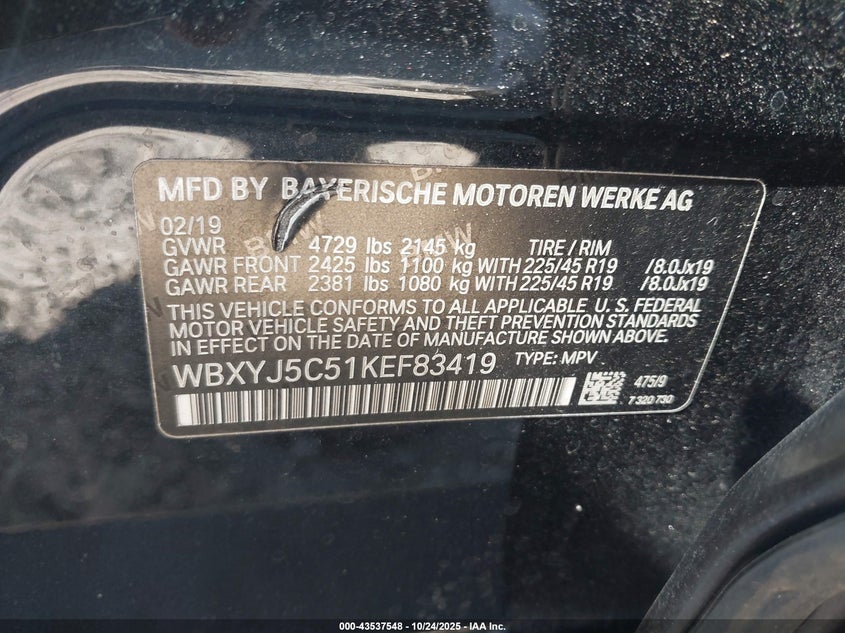 MFD BY BAYERISCHE MOTOREN WERKE AG
02/19
GVWR 4729 lbs 2145 kg TIRE / RIM
GAWR FRONT 2425 lbs 1100 kg WITH 225/45 R19 /8.0Jx19
GAWR REAR 2381 lbs 1080 kg WITH 225/45 R19 /8.0Jx19
THIS VEHICLE CONFORMS TO ALL APPLICABLE U. S. FEDERAL
MOTOR VEHICLE SAFETY AND THEFT PREVENTION STANDARDS
IN EFFECT ON THE DATE OF MANUFACTURE SHOWN ABOVE.
WBXYJ5C51KEF83419 TYPE: MPV
475/9
7 320 730
000-43537548 - 10/24/2025 - IAA Inc.